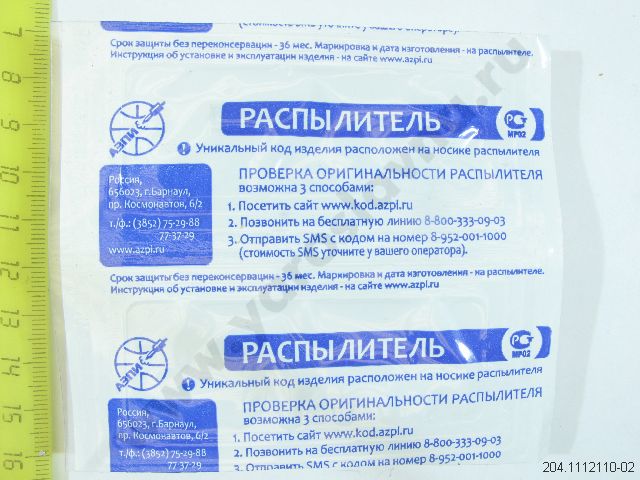 (стоимость SMS уточните у вашего оператора).
Срок защиты без переконсервации - 36 мес. Маркировка и дата изготовления - на распылителе.
Инструкция об установке и эксплуатации изделия - на сайте www.azpi.ru
7
8
9
10
11
12
13
14
15
16
АЗПИ
РАСПЫЛИТЕЛЬ
РС
МР02
! Уникальный код изделия расположен на носике распылителя
Россия,
656023, г.Барнаул,
пр. Космонавтов, 6/2
т./ф.: (3852) 75-29-88
77-37-29
www.azpi.ru
ПРОВЕРКА ОРИГИНАЛЬНОСТИ РАСПЫЛИТЕЛЯ
возможна 3 способами:
1. Посетить сайт www.kod.azpi.ru
2. Позвонить на бесплатную линию 8-800-333-09-03
3. Отправить SMS с кодом на номер 8-952-001-1000
(стоимость SMS уточните у вашего оператора).
Срок защиты без переконсервации - 36 мес. Маркировка и дата изготовления - на распылителе.
Инструкция об установке и эксплуатации изделия - на сайте www.azpi.ru
АЗПИ
РАСПЫЛИТЕЛЬ
РС
МР02
! Уникальный код изделия расположен на носике распылителя
Россия,
656023, г.Барнаул,
пр. Космонавтов, 6/2
т./ф.: (3852) 75-29-88
77-37-29
ПРОВЕРКА ОРИГИНАЛЬНОСТИ РАСПЫЛИТЕЛЯ
возможна 3 способами:
1. Посетить сайт www.kod.azpi.ru
2. Позвонить на бесплатную линию 8-800-333-09-03
3. Отправить SMS с кодом на номер 8-952-001-1000
204.1112110-02